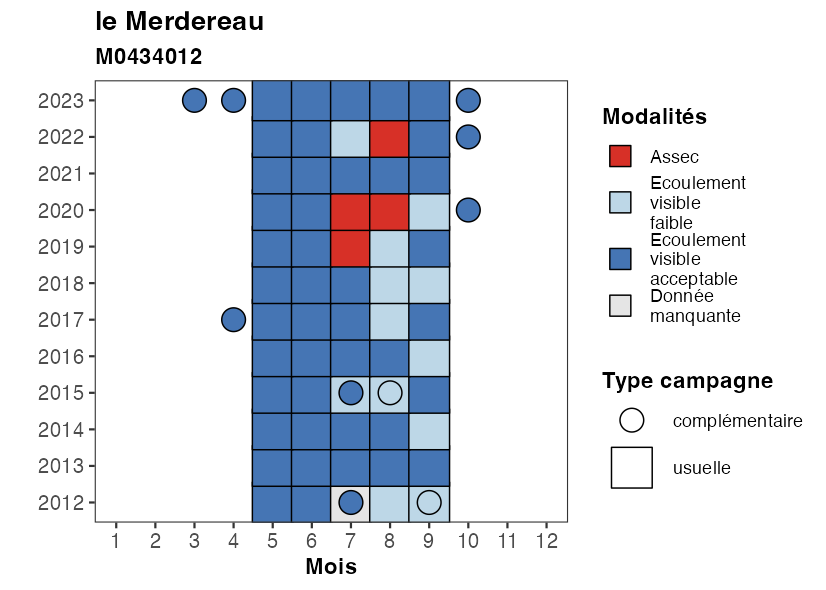 le Merdereau
M0434012
2023
2022
2021
2020
2019
2018
2017
2016
2015
2014
2013
2012
1 2 3 4 5 6 7 8 9 10 11 12
Mois
Modalités
Assec
Ecoulement
visible
faible
Ecoulement
visible
acceptable
Donnée
manquante
Type campagne
complémentaire
usuelle